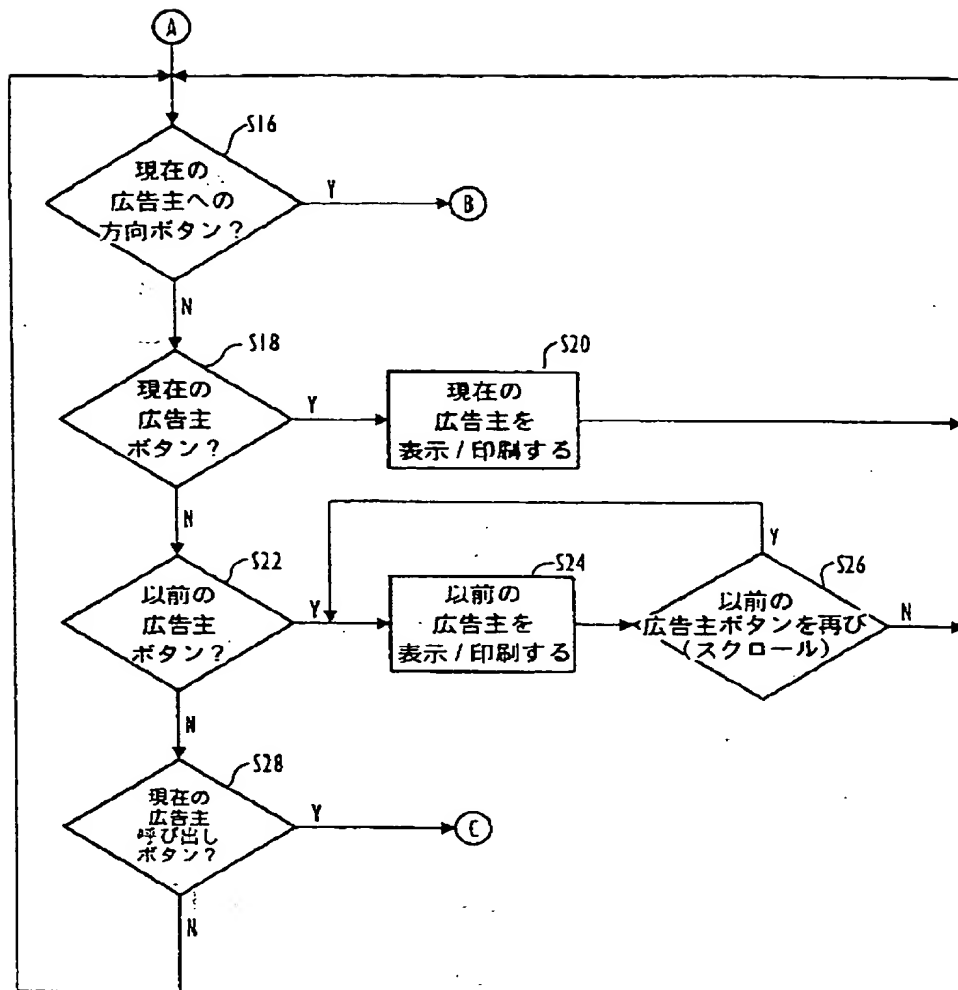 A
S16
現在の
広告主への
方向ボタン?
Y
B
N
S18
現在の
広告主
ボタン?
Y
S20
現在の
広告主を
表示/印刷する
N
S22
以前の
広告主
ボタン?
Y
S24
以前の
広告主を
表示/印刷する
Y
S26
以前の
広告主ボタンを再び
(スクロール)
N
N
S28
現在の
広告主
呼び出し
ボタン?
Y
C
N